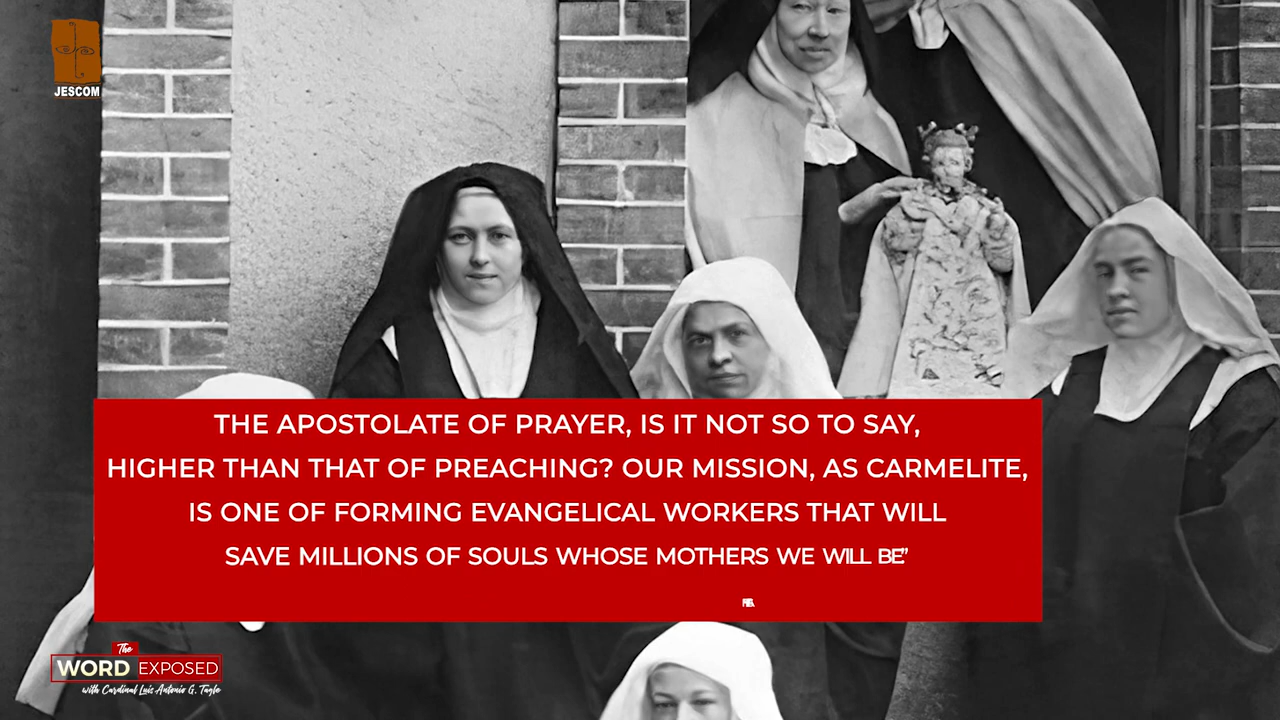 JESCOM
THE APOSTOLATE OF PRAYER, IS IT NOT SO TO SAY,
HIGHER THAN THAT OF PREACHING? OUR MISSION, AS CARMELITE,
IS ONE OF FORMING EVANGELICAL WORKERS THAT WILL
SAVE MILLIONS OF SOULS WHOSE MOTHERS WE WILL BE”
The
WORD EXPOSED
with Cardinal Luis Antonio G. Tagle